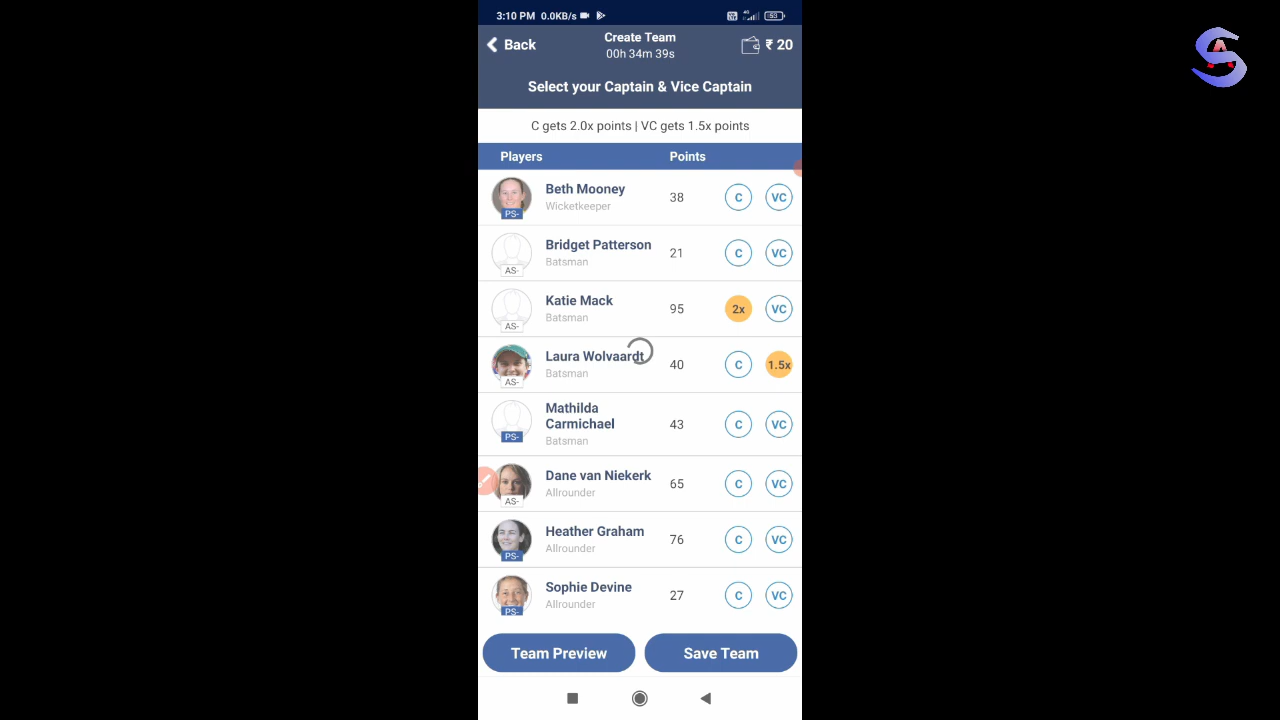 3:10 PM 0.0KB/s 4G 53
Back
Create Team
₹ 20
00h 34m 39s
Select your Captain & Vice Captain
C gets 2.0x points | VC gets 1.5x points
Players Points
Beth Mooney
Wicketkeeper
PS-
38 C VC
Bridget Patterson
Batsman
AS-
21 C VC
Katie Mack
Batsman
AS-
95 2x VC
Laura Wolvaardt
Batsman
AS-
40 C 1.5x
Mathilda
Carmichael
Batsman
PS-
43 C VC
Dane van Niekerk
Allrounder
AS-
65 C VC
Heather Graham
Allrounder
PS-
76 C VC
Sophie Devine
Allrounder
PS-
27 C VC
Team Preview Save Team